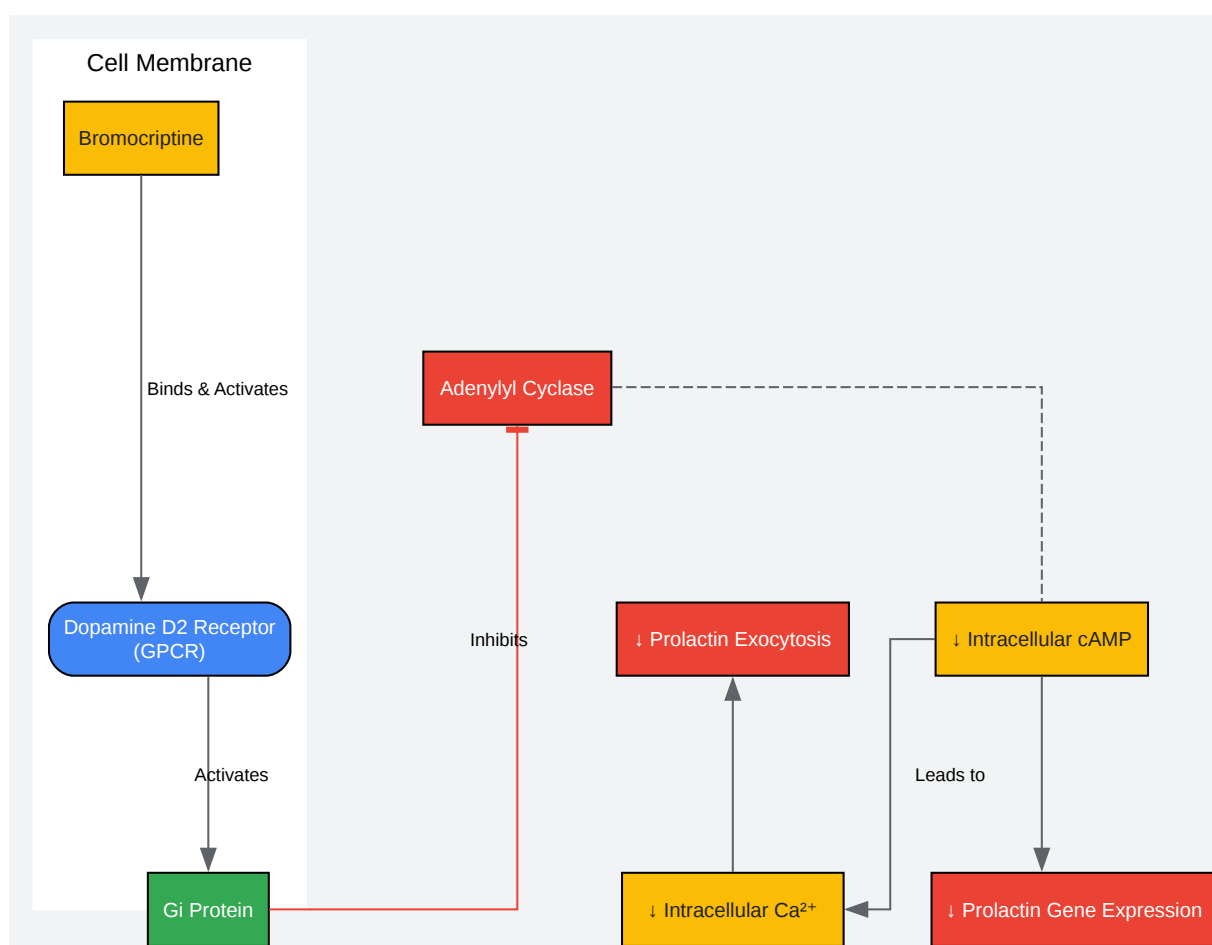 Cell Membrane
Bromocriptine
Binds & Activates
Adenylyl Cyclase
Dopamine D2 Receptor
(GPCR)
Inhibits
↓ Prolactin Exocytosis
↓ Intracellular cAMP
Activates
Leads to
Gi Protein
↓ Intracellular Ca²⁺
↓ Prolactin Gene Expression